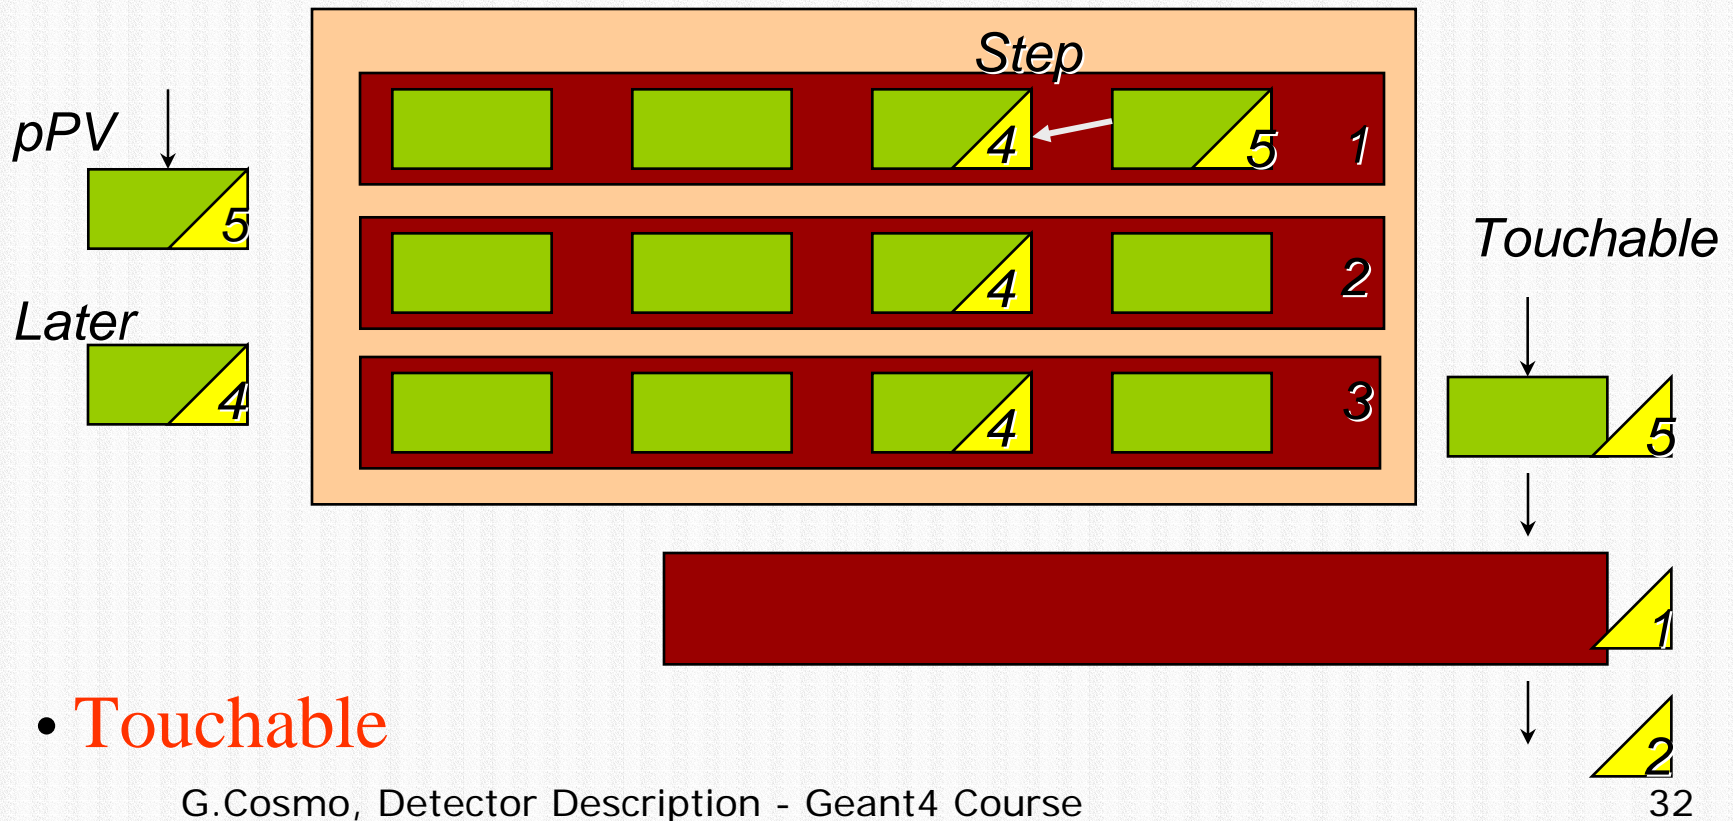 Step
pPV
4 5 1
5
4 2
Touchable
Later
4
4 3
5
1
• Touchable
2
G.Cosmo, Detector Description - Geant4 Course 32